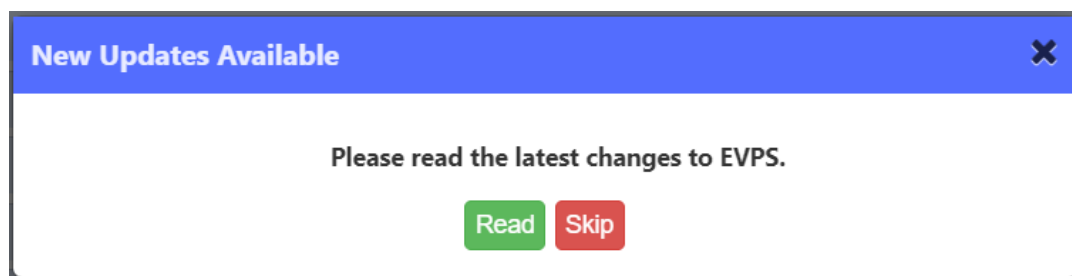 New Updates Available
Please read the latest changes to EVPS.
Read Skip